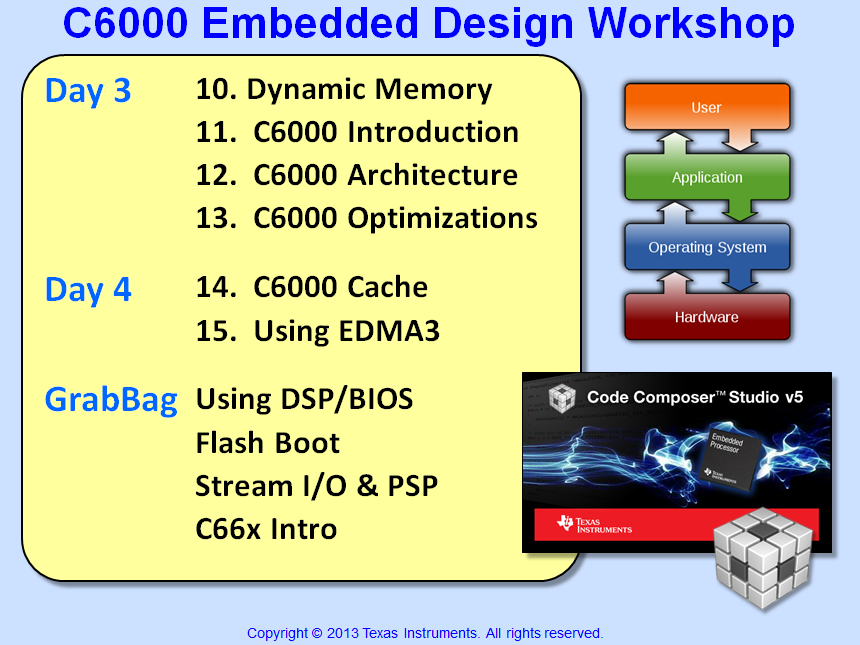 C6000 Embedded Design Workshop
Day 3
10. Dynamic Memory
11. C6000 Introduction
12. C6000 Architecture
13. C6000 Optimizations
Day 4
14. C6000 Cache
15. Using EDMA3
GrabBag
Using DSP/BIOS
Flash Boot
Stream I/O & PSP
C66x Intro
User
Application
Operating System
Hardware
Code Composer™ Studio v5
Embedded
Processor
TEXAS
INSTRUMENTS
TEXAS
INSTRUMENTS
Copyright © 2013 Texas Instruments. All rights reserved.